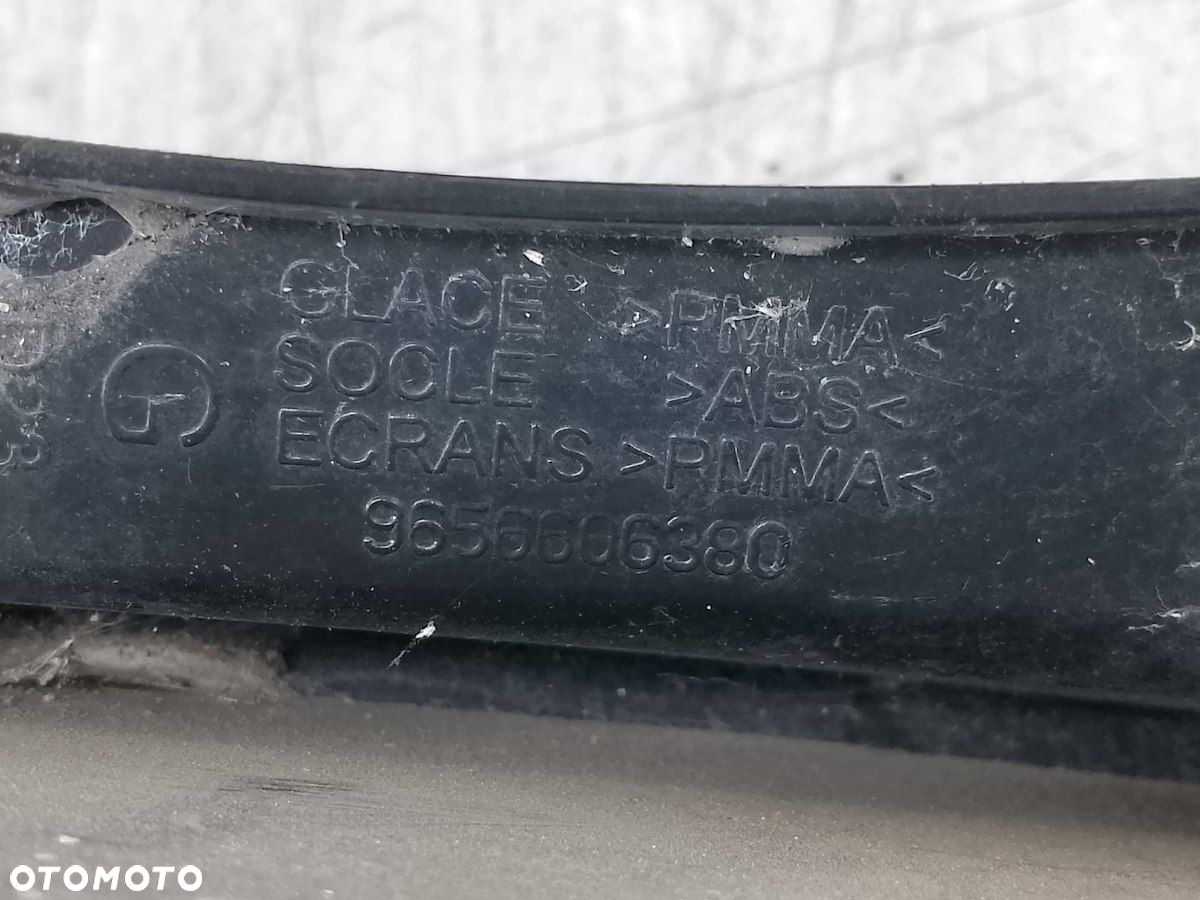 GLACE >PMMA<
SOCLE >ABS<
ECRANS >PMMA<
9656606380
OTOMOTO